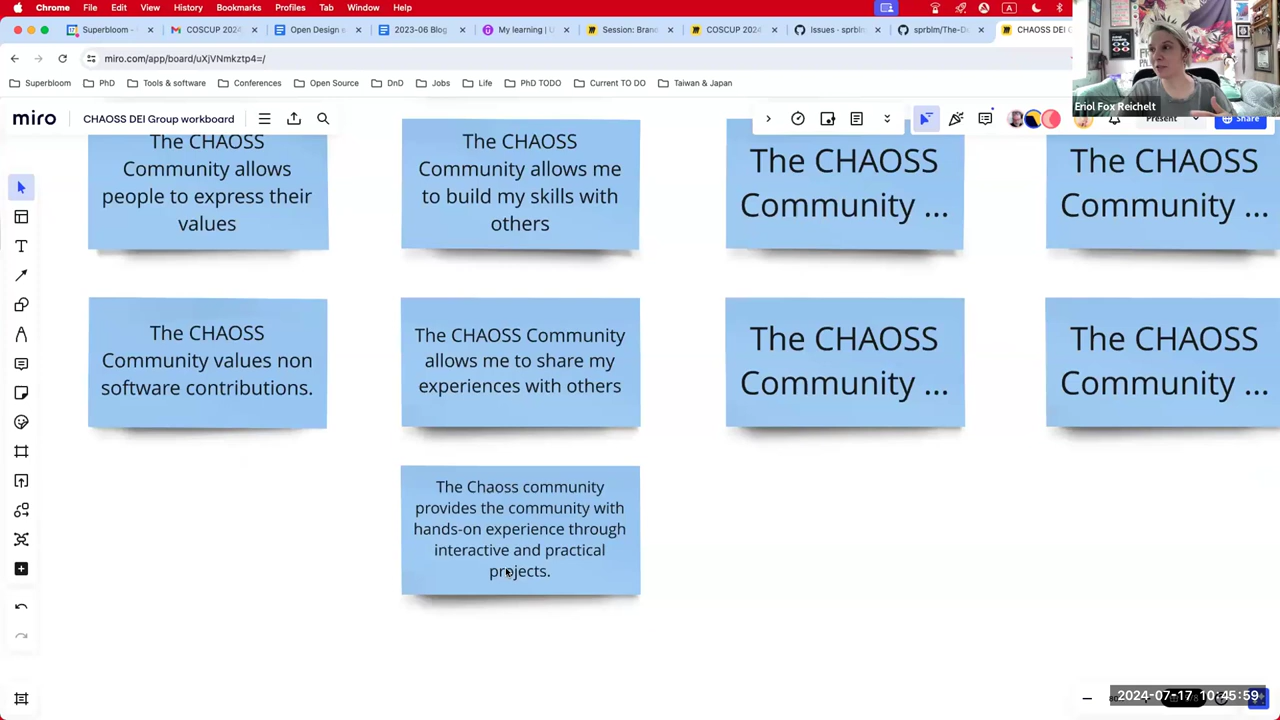 Chrome File Edit View History Bookmarks Profiles Tab Window Help
Superbloom COSCUP 2024 Open Design e 2023-06 Blog My learning | U Session: Bran COSCUP 2024 Issues · sprblm sprblm/The-D CHAOSS DEI G
miro.com/app/board/uXjVNmkztp4=/
Superbloom PhD Tools & software Conferences Open Source DnD Jobs Life PhD TODO Current TO DO Taiwan & Japan
Eriol Fox Reichelt
miro CHAOSS DEI Group workboard Present Share
The CHAOSS
Community allows
people to express their
values
The CHAOSS
Community allows me
to build my skills with
others
The CHAOSS
Community ...
The CHAOSS
Community ...
The CHAOSS
Community values non
software contributions.
The CHAOSS Community
allows me to share my
experiences with others
The CHAOSS
Community ...
The CHAOSS
Community ...
The Chaoss community
provides the community with
hands-on experience through
interactive and practical
projects.
2024-07-17 10:45:59